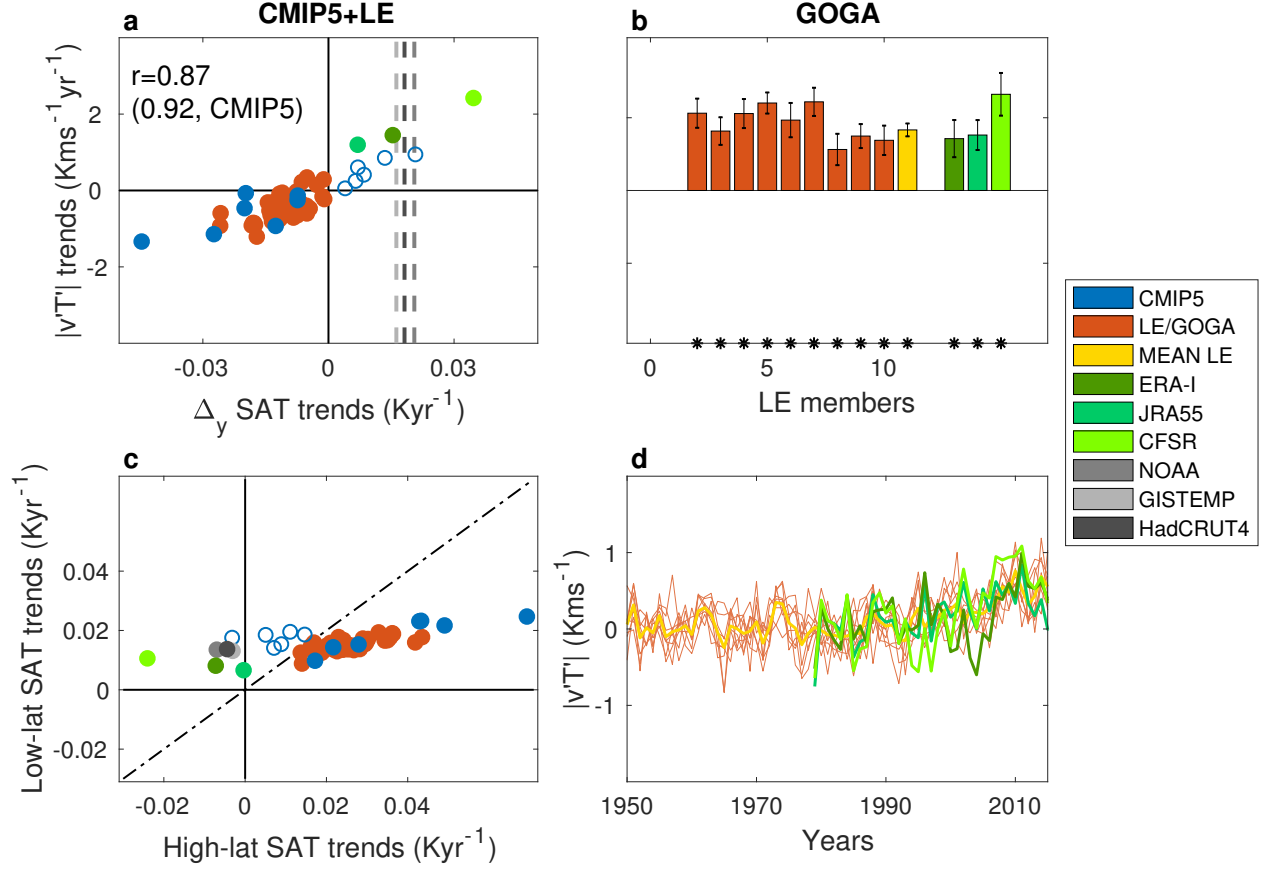 a CMIP5+LE
b GOGA
r=0.87
(0.92, CMIP5)
|v'T'| trends (Kms⁻¹yr⁻¹)
2
0
-2
-0.03 0 0.03
Δy SAT trends (Kyr⁻¹)
0 5 10
LE members
CMIP5
LE/GOGA
MEAN LE
ERA-I
JRA55
CFSR
NOAA
GISTEMP
HadCRUT4
c
Low-lat SAT trends (Kyr⁻¹)
0.04
0.02
0
-0.02
-0.02 0 0.02 0.04
High-lat SAT trends (Kyr⁻¹)
d
|v'T'| (Kms⁻¹)
1
0
-1
1950 1970 1990 2010
Years